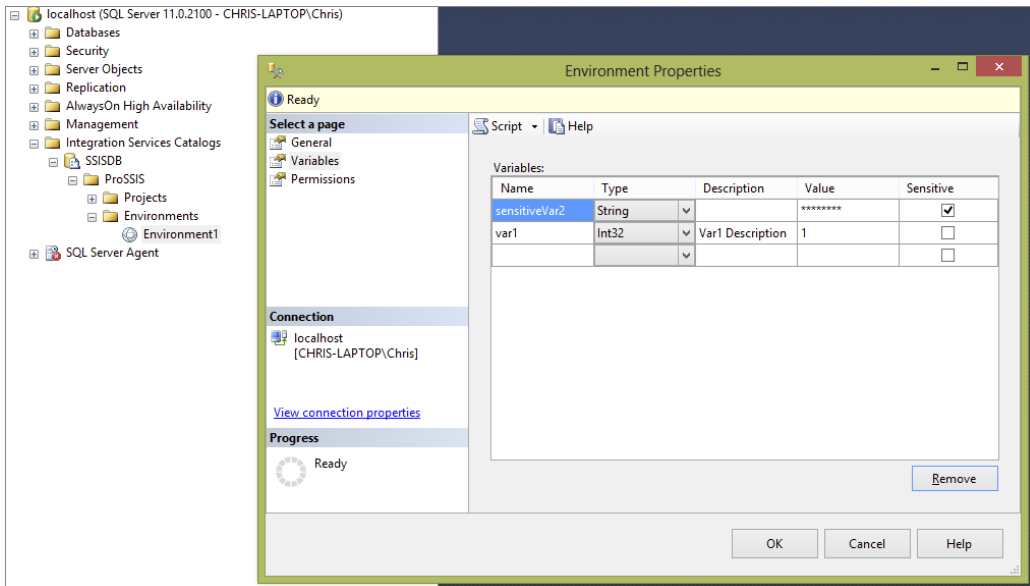 localhost (SQL Server 11.0.2100 - CHRIS-LAPTOP\Chris)
Databases
Security
Server Objects
Replication
AlwaysOn High Availability
Management
Integration Services Catalogs
SSISDB
ProSSIS
Projects
Environments
Environment1
SQL Server Agent
Environment Properties
Ready
Select a page
General
Variables
Permissions
Connection
localhost
[CHRIS-LAPTOP\Chris]
View connection properties
Progress
Ready
Script Help
Variables:
Name Type Description Value Sensitive
sensitiveVar2 String ********
var1 Int32 Var1 Description 1
Remove
OK Cancel Help